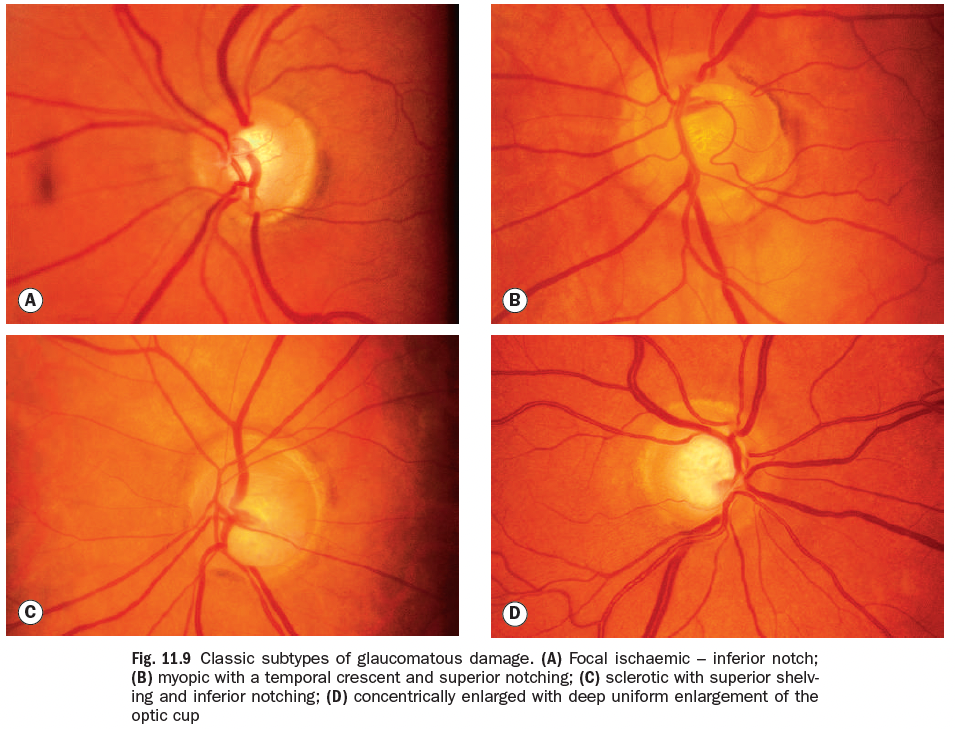 A
B
C
D
Fig. 11.9 Classic subtypes of glaucomatous damage. (A) Focal ischaemic – inferior notch;
(B) myopic with a temporal crescent and superior notching; (C) sclerotic with superior shelv-
ing and inferior notching; (D) concentrically enlarged with deep uniform enlargement of the
optic cup